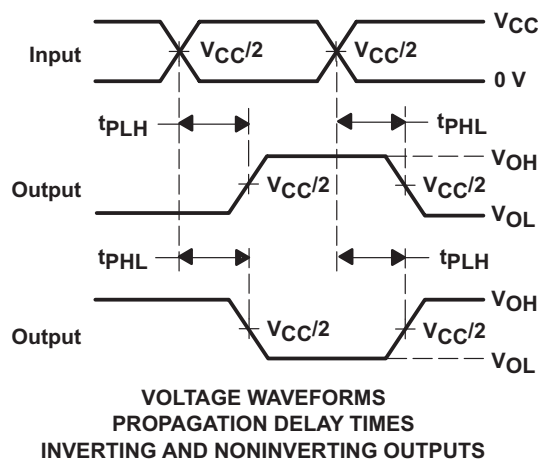 VCC
Input
VCC/2
VCC/2
0 V
tPLH
tPHL
VOH
Output
VCC/2
VCC/2
VOL
tPHL
tPLH
VOH
Output
VCC/2
VCC/2
VOL
VOLTAGE WAVEFORMS
PROPAGATION DELAY TIMES
INVERTING AND NONINVERTING OUTPUTS